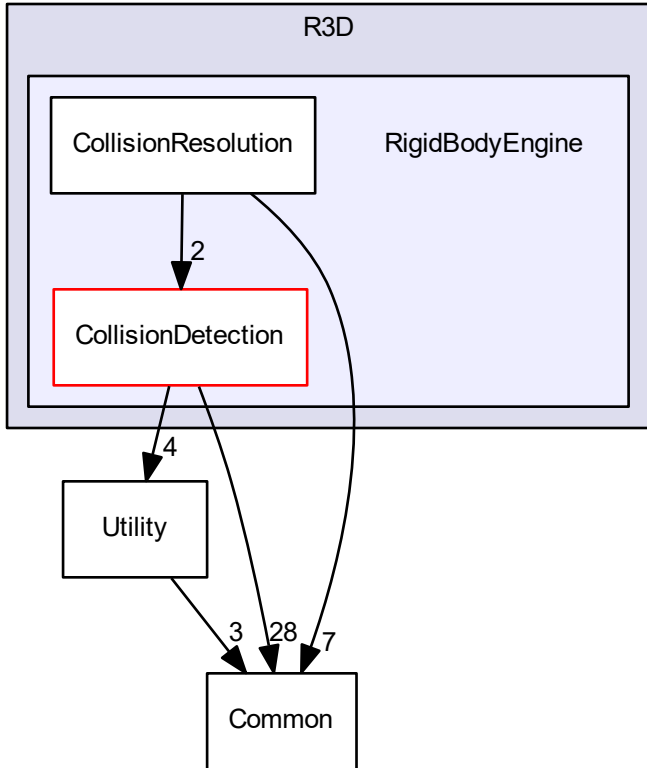 R3D
CollisionResolution
RigidBodyEngine
2
CollisionDetection
4
Utility
3
28
7
Common